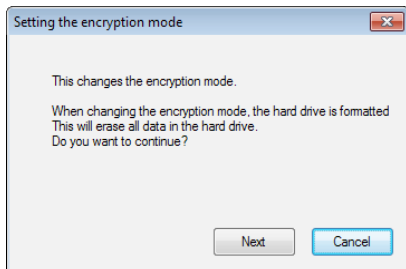 Setting the encryption mode
This changes the encryption mode.
When changing the encryption mode, the hard drive is formatted
This will erase all data in the hard drive.
Do you want to continue?
Next
Cancel